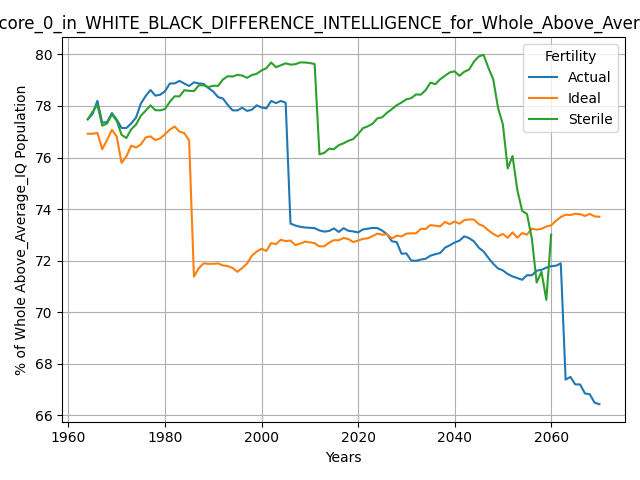 core_0_in_WHITE_BLACK_DIFFERENCE_INTELLIGENCE_for_Whole_Above_Aver
80
78
76
74
72
70
68
66
% of Whole Above_Average_IQ Population
Fertility
Actual
Ideal
Sterile
1960 1980 2000 2020 2040 2060
Years